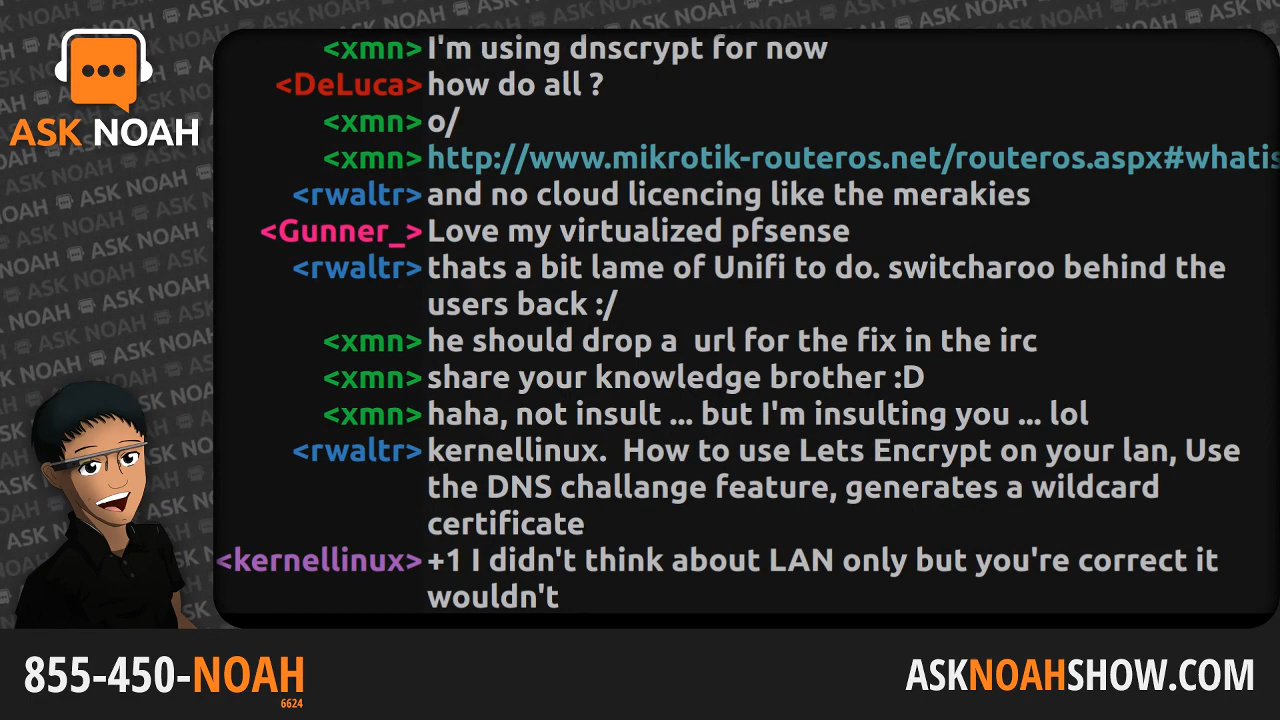 ASK NOAH
<xmn> I'm using dnscrypt for now
<DeLuca> how do all ?
<xmn> o/
<xmn> http://www.mikrotik-routeros.net/routeros.aspx#whatis
<rwaltr> and no cloud licencing like the merakies
<Gunner_> Love my virtualized pfsense
<rwaltr> thats a bit lame of Unifi to do. switcharoo behind the
users back :/
<xmn> he should drop a  url for the fix in the irc
<xmn> share your knowledge brother :D
<xmn> haha, not insult ... but I'm insulting you ... lol
<rwaltr> kernellinux.  How to use Lets Encrypt on your lan, Use
the DNS challange feature, generates a wildcard
certificate
<kernellinux> +1 I didn't think about LAN only but you're correct it
wouldn't
855-450-NOAH
6624
ASKNOAHSHOW.COM